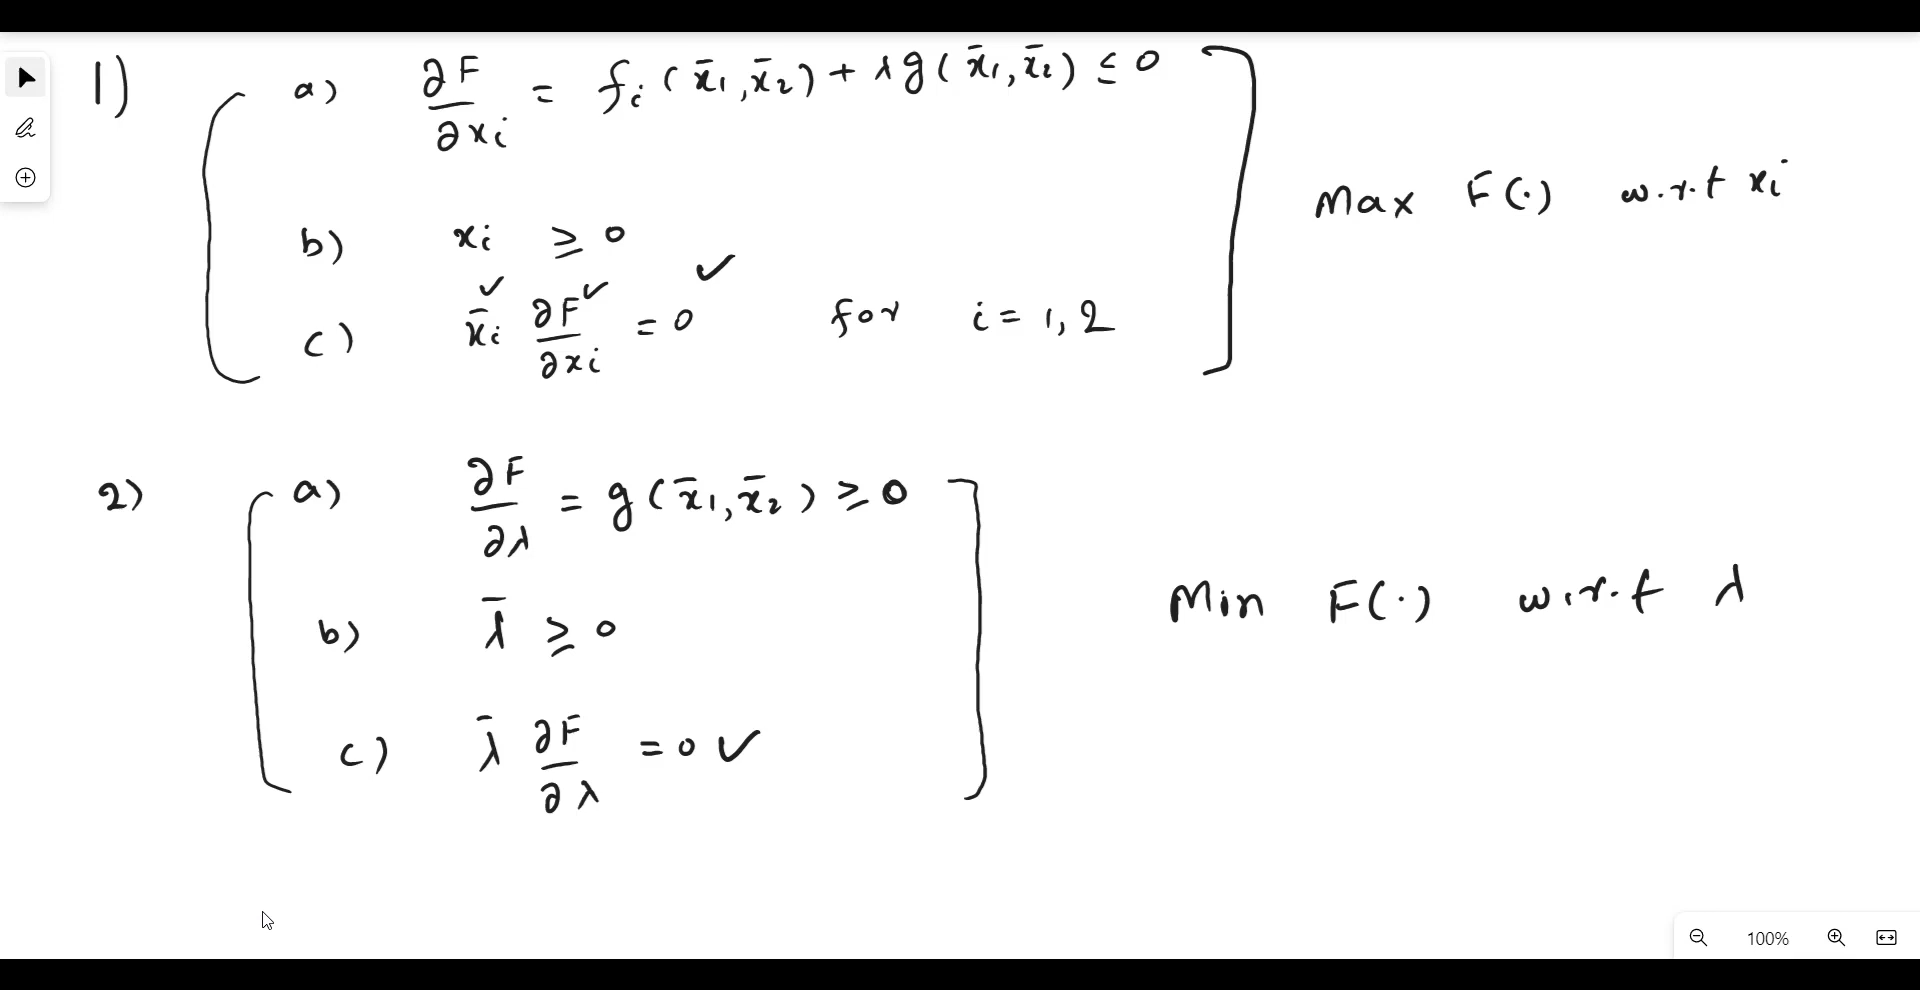 1) a) ∂F/∂xi = fi (x̄1, x̄2) + λ g ( x̄1, x̄2 ) ≤ 0
b) xi ≥ 0
Max F(·) w.r.t xi
c) x̄i ∂F/∂xi = 0 ✓ for i = 1, 2
2) a) ∂F/∂λ = g ( x̄1, x̄2 ) ≥ 0
b) λ̄ ≥ 0
Min F(·) w.r.t λ
c) λ̄ ∂F/∂λ = 0 ✓
100%